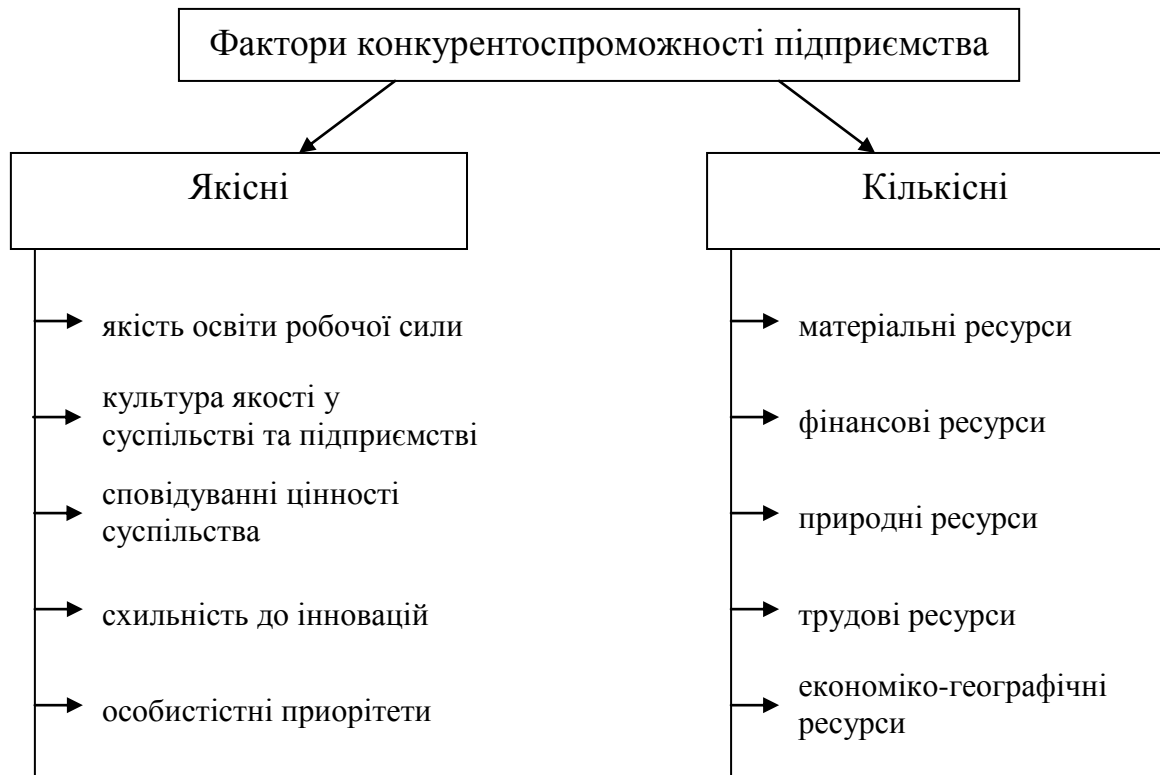 Фактори конкурентоспроможності підприємства
Якісні
якість освіти робочої сили
культура якості у
суспільстві та підприємстві
сповідуванні цінності
суспільства
схильність до інновацій
особистістні приорітети
Кількісні
матеріальні ресурси
фінансові ресурси
природні ресурси
трудові ресурси
економіко-географічні
ресурси